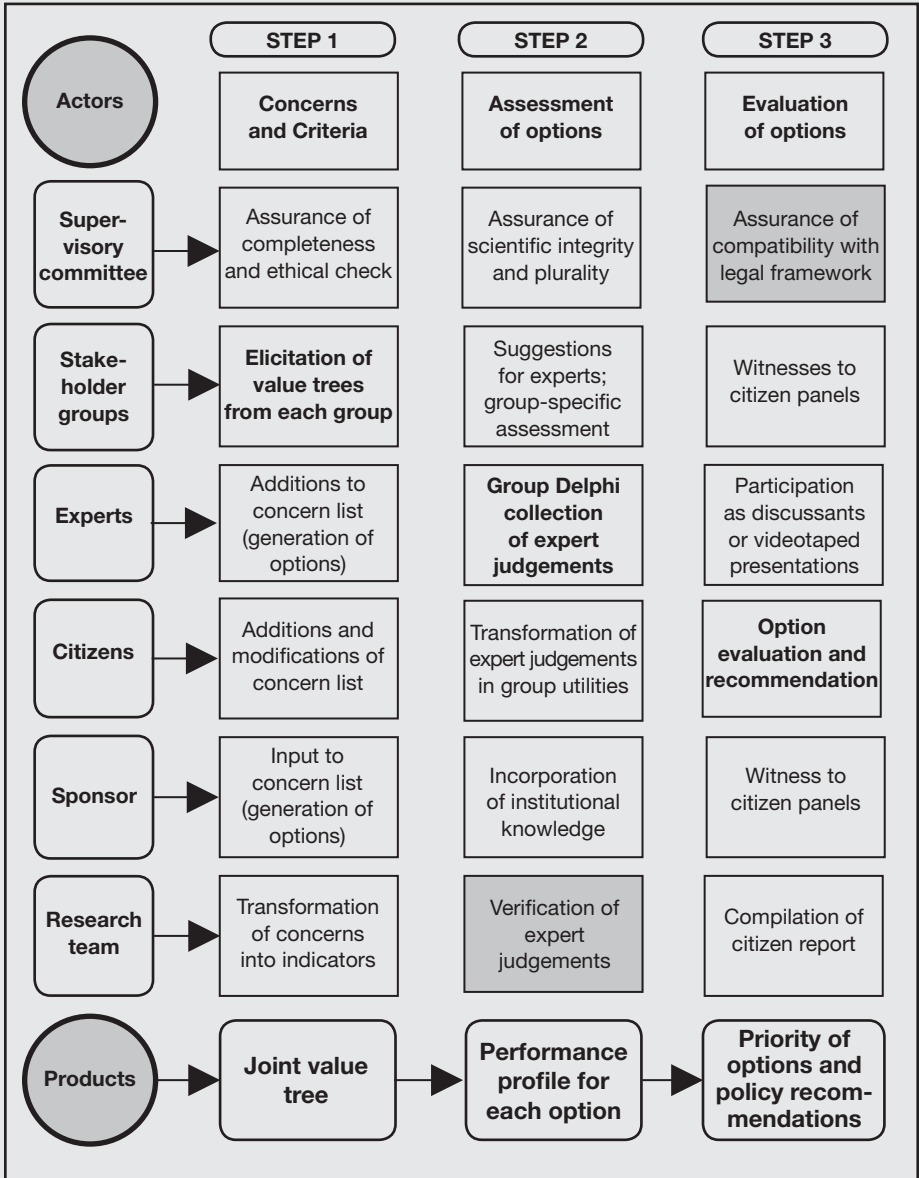 STEP 1
STEP 2
STEP 3
Actors
Concerns
and Criteria
Assessment
of options
Evaluation
of options
Super-
visory
committee
Assurance of
completeness
and ethical check
Assurance of
scientific integrity
and plurality
Assurance of
compatibility with
legal framework
Stake-
holder
groups
Elicitation of
value trees
from each group
Suggestions
for experts;
group-specific
assessment
Witnesses to
citizen panels
Experts
Additions to
concern list
(generation of
options)
Group Delphi
collection
of expert
judgements
Participation
as discussants
or videotaped
presentations
Citizens
Additions and
modifications of
concern list
Transformation of
expert judgements
in group utilities
Option
evaluation and
recommendation
Sponsor
Input to
concern list
(generation of
options)
Incorporation
of institutional
knowledge
Witness to
citizen panels
Research
team
Transformation
of concerns
into indicators
Verification of
expert
judgements
Compilation of
citizen report
Products
Joint value
tree
Performance
profile for
each option
Priority of
options and
policy recom-
mendations